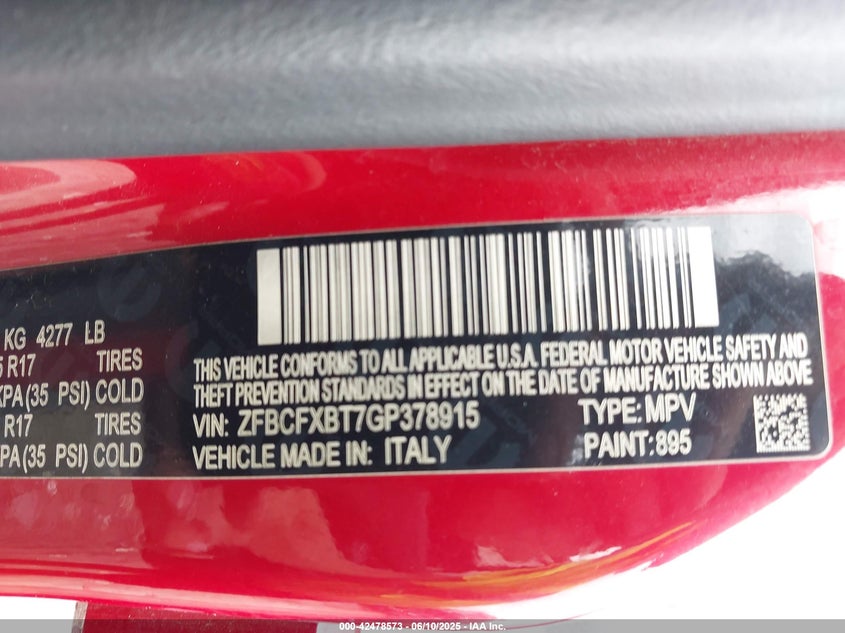 KG 4277 LB
5 R17 TIRES
KPA(35 PSI) COLD
R17 TIRES
PA(35 PSI) COLD
THIS VEHICLE CONFORMS TO ALL APPLICABLE U.S.A. FEDERAL MOTOR VEHICLE SAFETY AND
THEFT PREVENTION STANDARDS IN EFFECT ON THE DATE OF MANUFACTURE SHOWN ABOVE
VIN: ZFBCFXBT7GP378915 TYPE: MPV
VEHICLE MADE IN: ITALY PAINT: 895
000-42478573 - 06/10/2025 - IAA Inc.